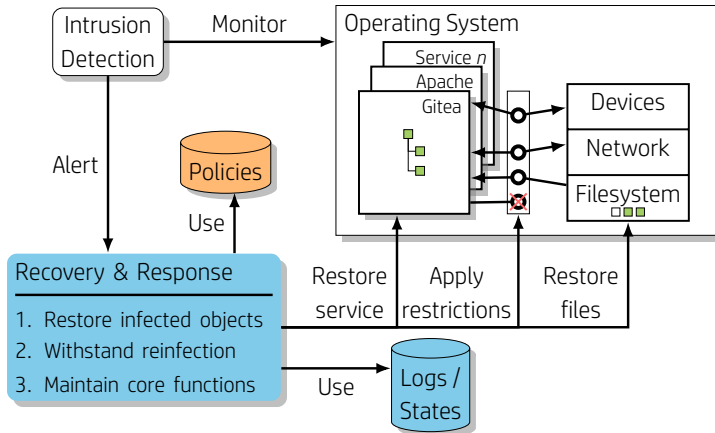 Intrusion
Detection
Monitor
Operating System
Service n
Apache
Gitea
Devices
Network
Filesystem
Alert
Policies
Use
Recovery & Response
1. Restore infected objects
2. Withstand reinfection
3. Maintain core functions
Restore
service
Apply
restrictions
Restore
files
Use
Logs /
States